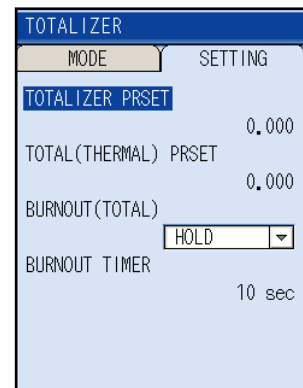 TOTALIZER
MODE SETTING
TOTALIZER PRSET
0.000
TOTAL(THERMAL) PRSET
0.000
BURNOUT(TOTAL)
HOLD
BURNOUT TIMER
10 sec